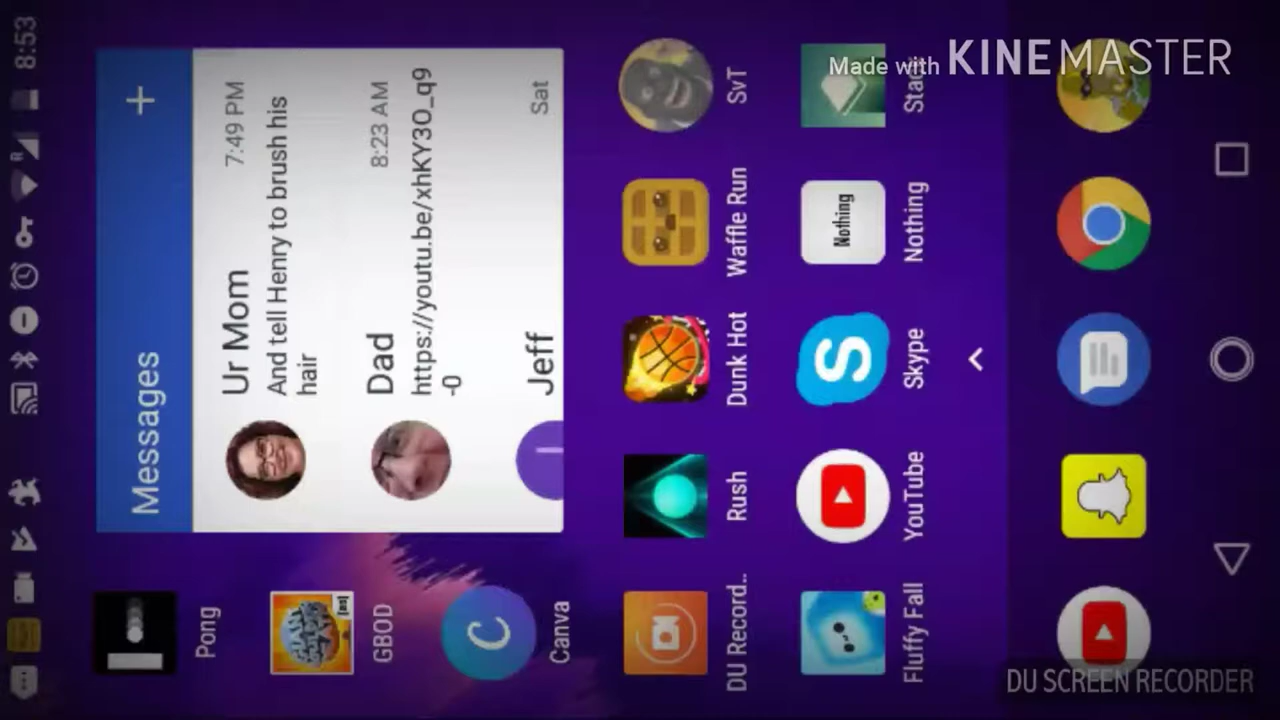 Made with KINEMASTER
8:53
Messages
+
Ur Mom
7:49 PM
And tell Henry to brush his
hair
Dad
8:23 AM
https://youtu.be/xhKY3O_q9
-0
Jeff
Sat
Pong
GBOD
Canva
DU Record..
Rush
Dunk Hot
Waffle Run
SvT
Fluffy Fall
YouTube
Skype
Nothing
Nothing
DU SCREEN RECORDER